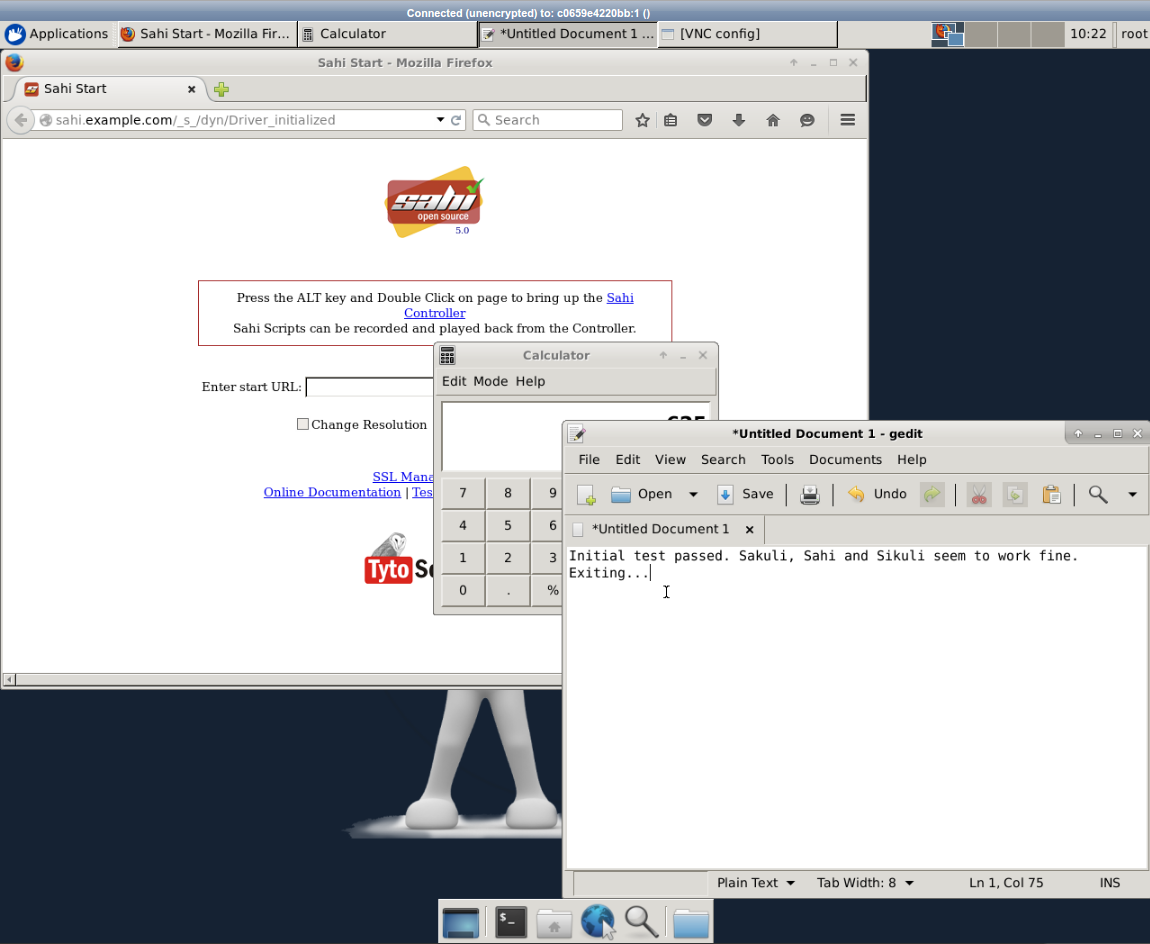 Connected (unencrypted) to: c0659e4220bb:1 ()
Applications Sahi Start - Mozilla Fir... Calculator *Untitled Document 1 ... [VNC config] 10:22 root
Sahi Start - Mozilla Firefox
Sahi Start
sahi.example.com/_s_/dyn/Driver_initialized Search
sahi
open source
5.0
Press the ALT key and Double Click on page to bring up the Sahi
Controller
Sahi Scripts can be recorded and played back from the Controller.
Enter start URL:
Change Resolution
SSL Mana
Online Documentation | Tes
Tyto
Calculator
Edit Mode Help
7 8 9
4 5 6
1 2 3
0 . %
*Untitled Document 1 - gedit
File Edit View Search Tools Documents Help
Open Save Undo
*Untitled Document 1
Initial test passed. Sakuli, Sahi and Sikuli seem to work fine.
Exiting...
Plain Text Tab Width: 8 Ln 1, Col 75 INS